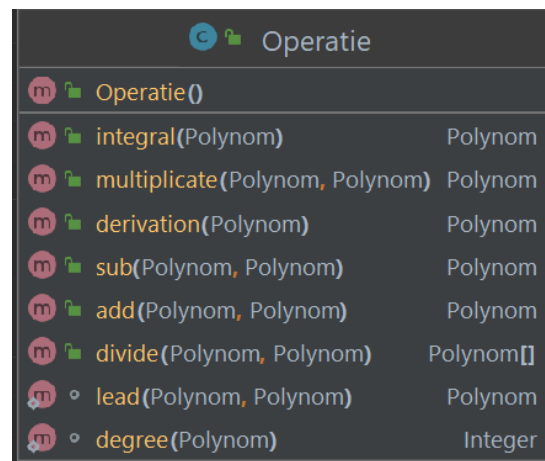 C Operatie
m Operatie()
m integral(Polynom) Polynom
m multiplicate(Polynom, Polynom) Polynom
m derivation(Polynom) Polynom
m sub(Polynom, Polynom) Polynom
m add(Polynom, Polynom) Polynom
m divide(Polynom, Polynom) Polynom[]
m lead(Polynom, Polynom) Polynom
m degree(Polynom) Integer